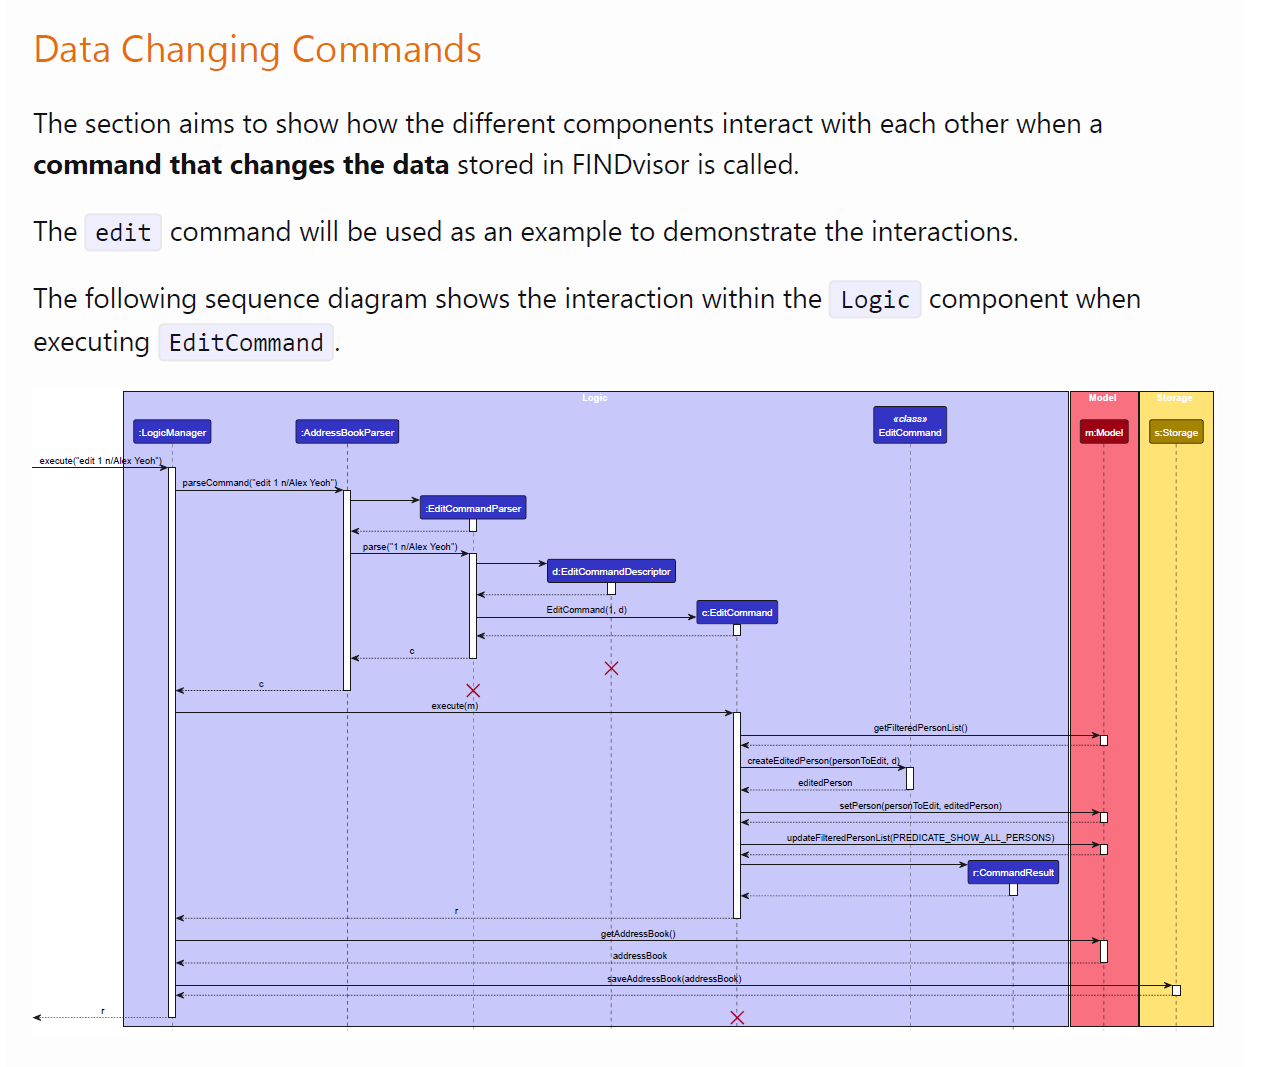 Data Changing Commands
The section aims to show how the different components interact with each other when a
command that changes the data stored in FINDvisor is called.
The edit command will be used as an example to demonstrate the interactions.
The following sequence diagram shows the interaction within the Logic component when
executing EditCommand.
Logic
Model
Storage
«class»
EditCommand
:LogicManager
:AddressBookParser
m:Model
s:Storage
execute("edit 1 n/Alex Yeoh")
parseCommand("edit 1 n/Alex Yeoh")
:EditCommandParser
parse("1 n/Alex Yeoh")
d:EditCommandDescriptor
EditCommand(1, d)
c:EditCommand
c
c
execute(m)
getFilteredPersonList()
createEditedPerson(personToEdit, d)
editedPerson
setPerson(personToEdit, editedPerson)
updateFilteredPersonList(PREDICATE_SHOW_ALL_PERSONS)
r:CommandResult
r
getAddressBook()
addressBook
saveAddressBook(addressBook)
r